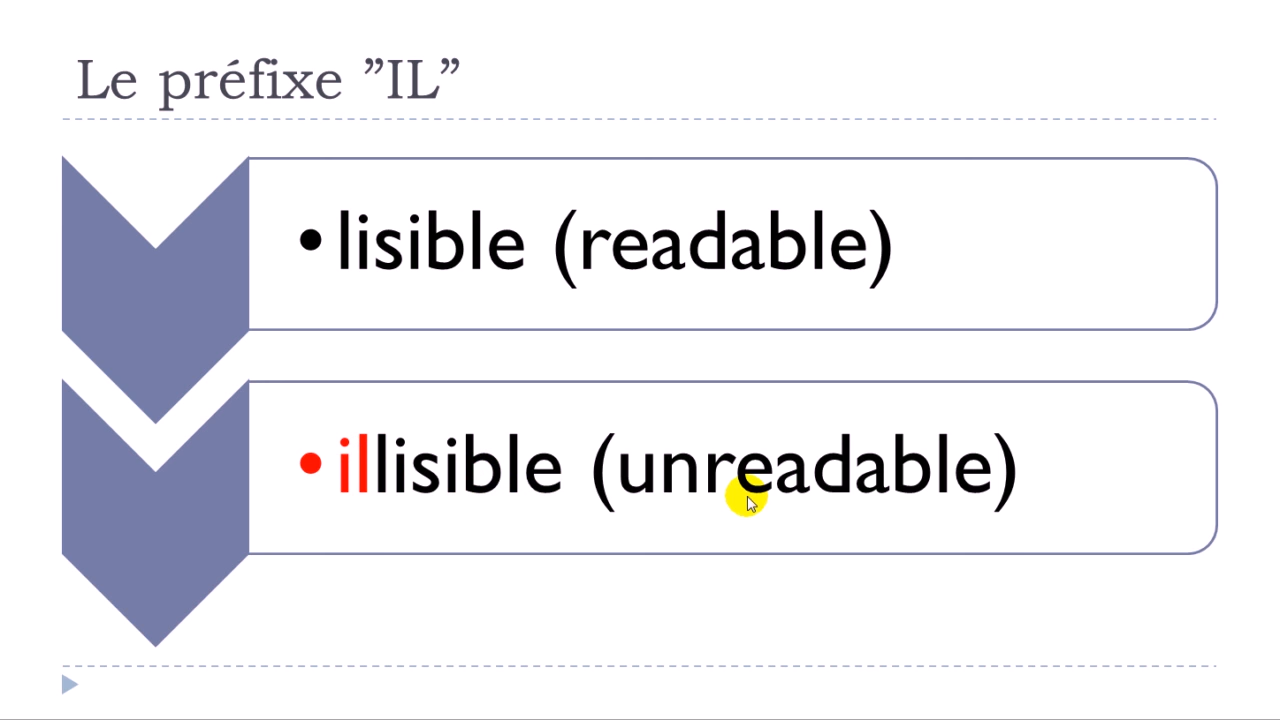 Le préfixe ”IL”
• lisible (readable)
• illisible (unreadable)